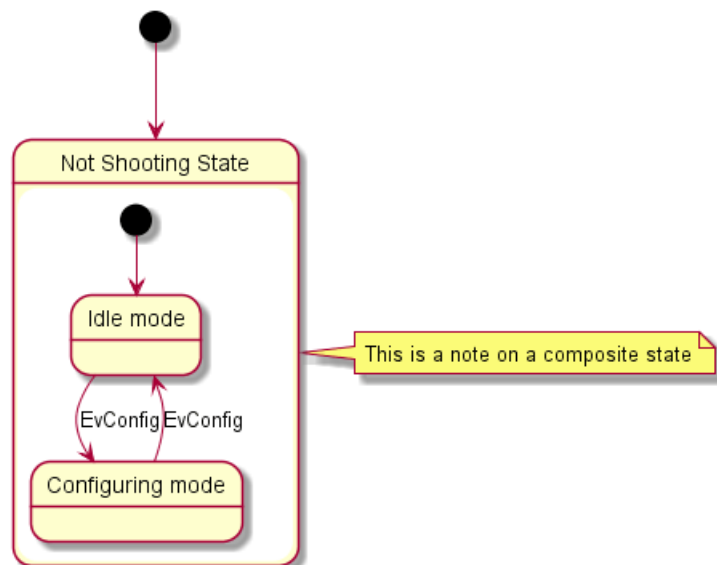 Not Shooting State
Idle mode
This is a note on a composite state
EvConfig EvConfig
Configuring mode